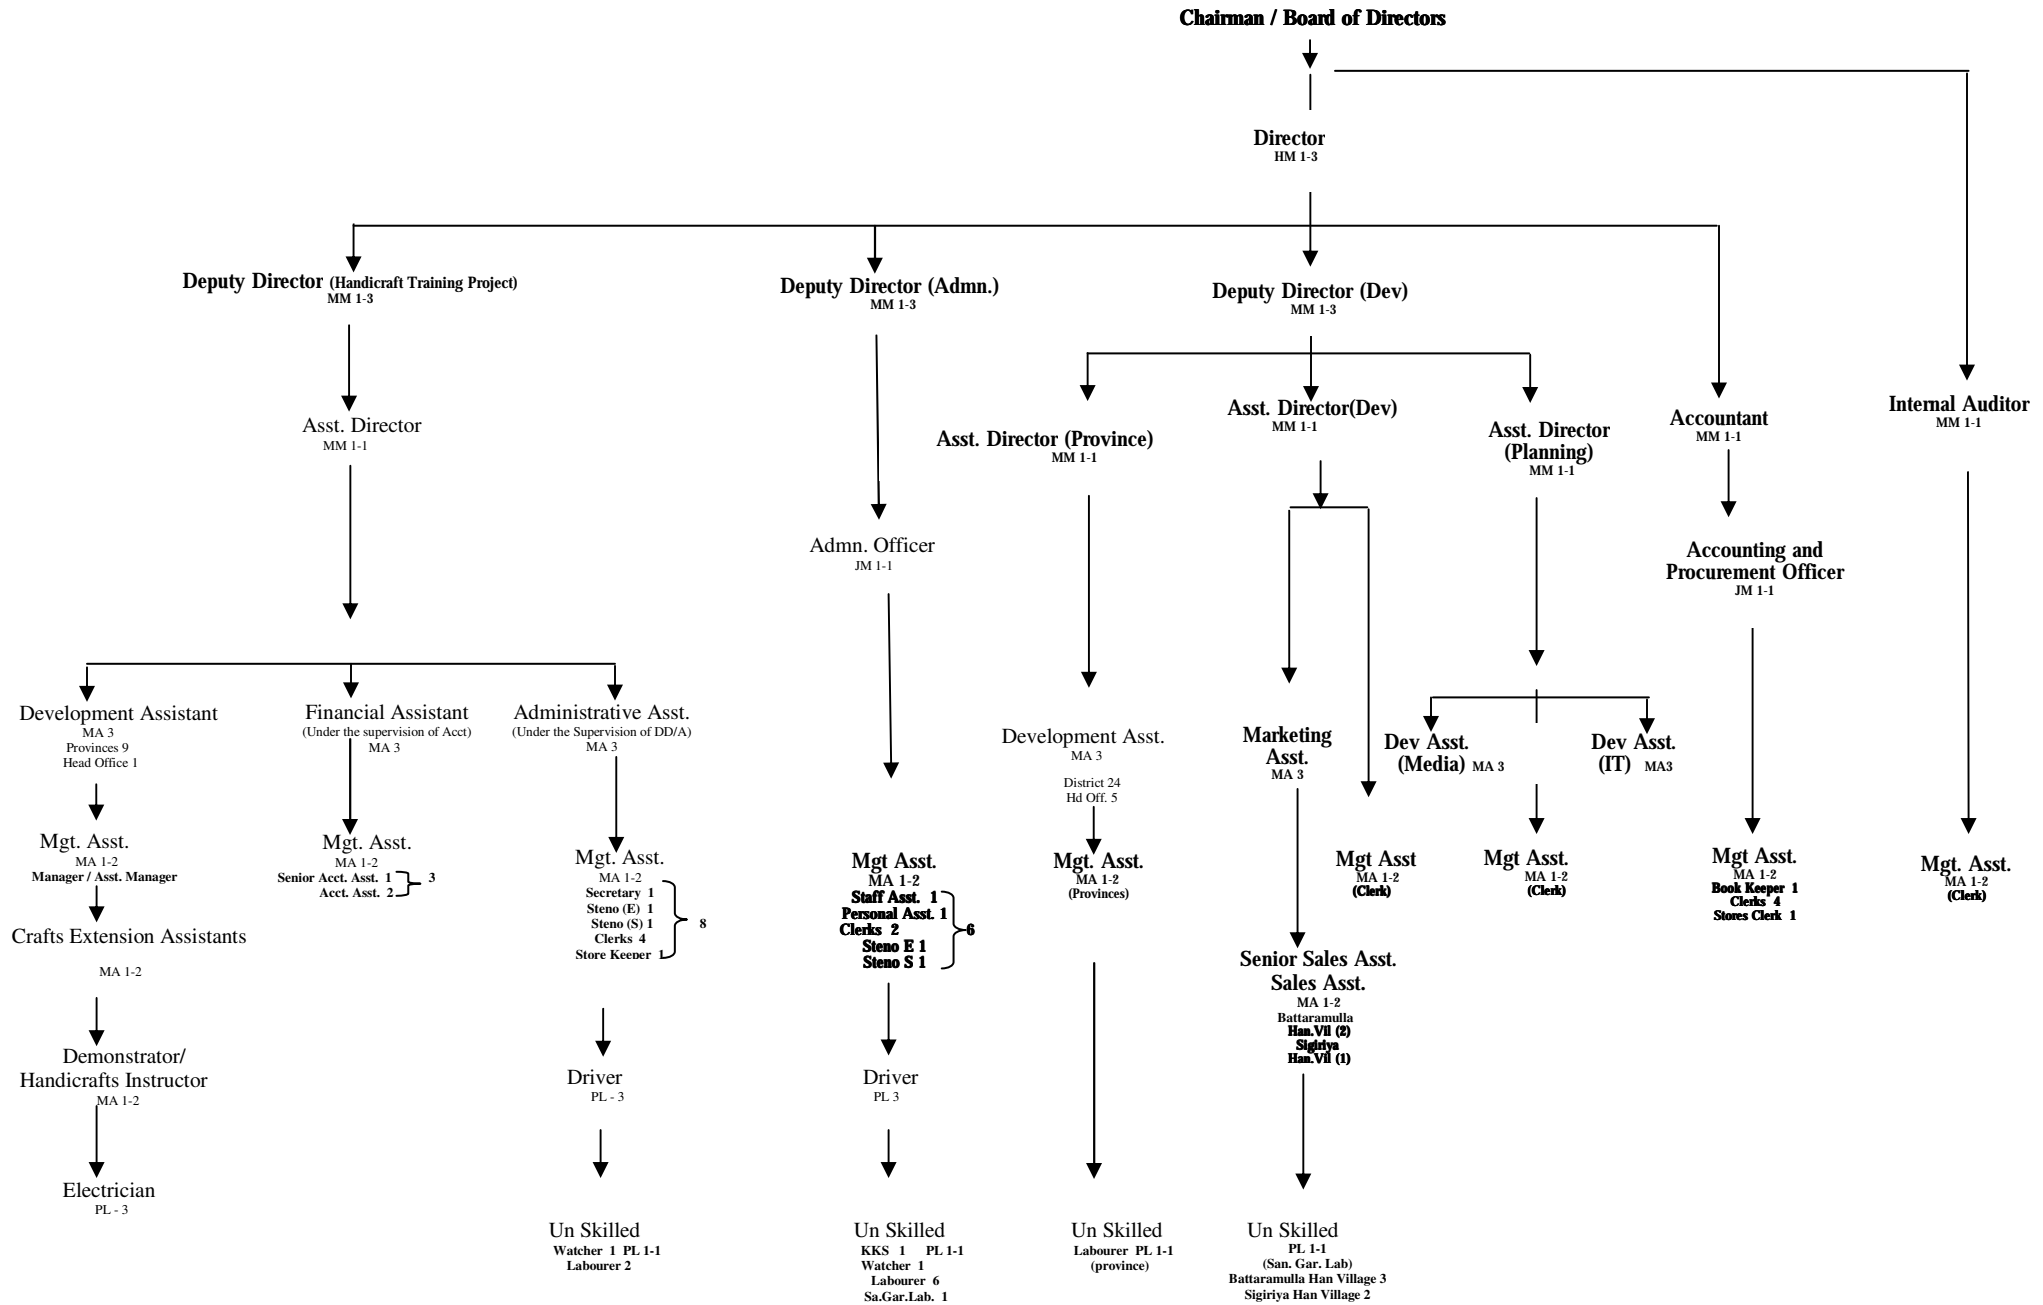 Chairman / Board of Directors
Director
HM 1-3
Deputy Director (Handicraft Training Project)
MM 1-3
Deputy Director (Admn.)
MM 1-3
Deputy Director (Dev)
MM 1-3
Asst. Director
MM 1-1
Asst. Director (Province)
MM 1-1
Asst. Director(Dev)
MM 1-1
Asst. Director
(Planning)
MM 1-1
Accountant
MM 1-1
Internal Auditor
MM 1-1
Admn. Officer
JM 1-1
Accounting and
Procurement Officer
JM 1-1
Development Assistant
MA 3
Provinces 9
Head Office 1
Financial Assistant
(Under the supervision of Acct)
MA 3
Administrative Asst.
(Under the Supervision of DD/A)
MA 3
Development Asst.
MA 3
District 24
Hd Off. 5
Marketing
Asst.
MA 3
Dev Asst.
(Media) MA 3
Dev Asst.
(IT) MA3
Mgt. Asst.
MA 1-2
Manager / Asst. Manager
Mgt. Asst.
MA 1-2
Senior Acct. Asst. 1
Acct. Asst. 2
3
Mgt. Asst.
MA 1-2
Secretary 1
Steno (E) 1
Steno (S) 1
Clerks 4
Store Keeper 1
8
Mgt Asst.
MA 1-2
Staff Asst. 1
Personal Asst. 1
Clerks 2
Steno E 1
Steno S 1
6
Mgt. Asst.
MA 1-2
(Provinces)
Mgt Asst
MA 1-2
(Clerk)
Mgt Asst.
MA 1-2
(Clerk)
Mgt Asst.
MA 1-2
Book Keeper 1
Clerks 4
Stores Clerk 1
Mgt. Asst.
MA 1-2
(Clerk)
Crafts Extension Assistants
MA 1-2
Senior Sales Asst.
Sales Asst.
MA 1-2
Battaramulla
Han.Vil (2)
Sigiriya
Han.Vil (1)
Demonstrator/
Handicrafts Instructor
MA 1-2
Driver
PL - 3
Driver
PL 3
Electrician
PL - 3
Un Skilled
Watcher 1 PL 1-1
Labourer 2
Un Skilled
KKS 1 PL 1-1
Watcher 1
Labourer 6
Sa.Gar.Lab. 1
Un Skilled
Labourer PL 1-1
(province)
Un Skilled
PL 1-1
(San. Gar. Lab)
Battaramulla Han Village 3
Sigiriya Han Village 2